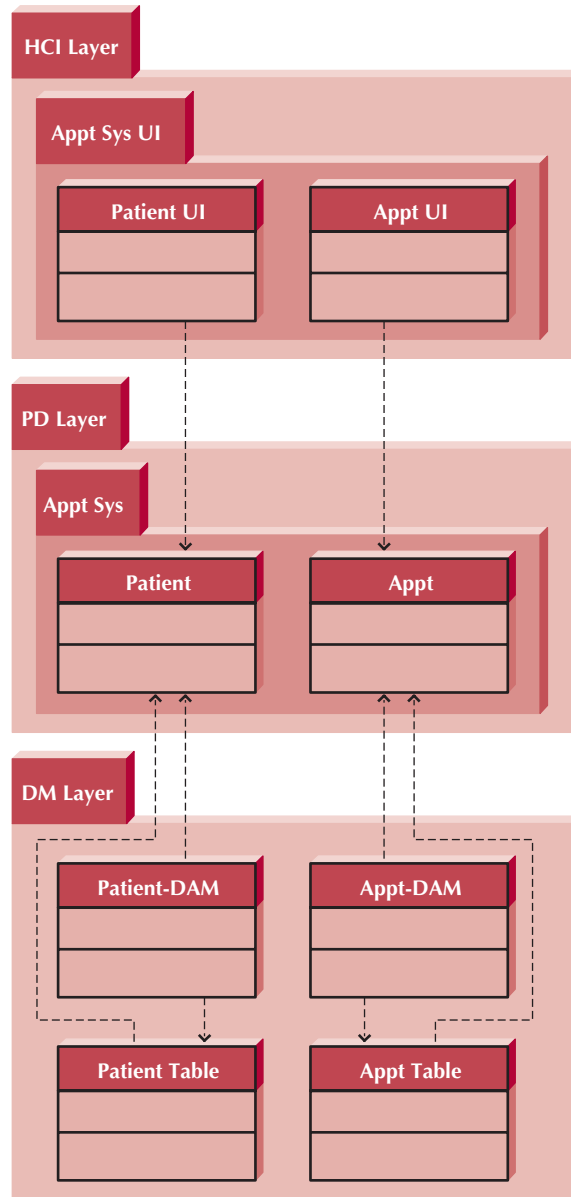 HCI Layer
Appt Sys UI
Patient UI
Appt UI
PD Layer
Appt Sys
Patient
Appt
DM Layer
Patient-DAM
Appt-DAM
Patient Table
Appt Table